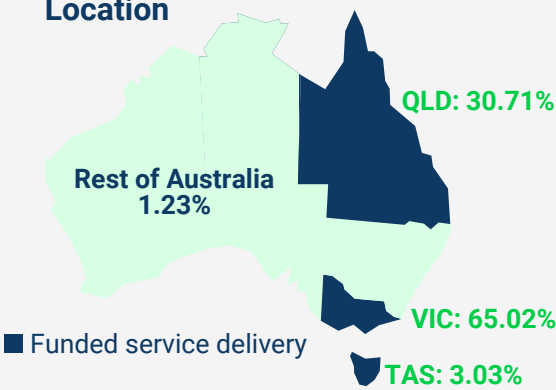 Location
QLD: 30.71%
Rest of Australia
1.23%
VIC: 65.02%
Funded service delivery
TAS: 3.03%